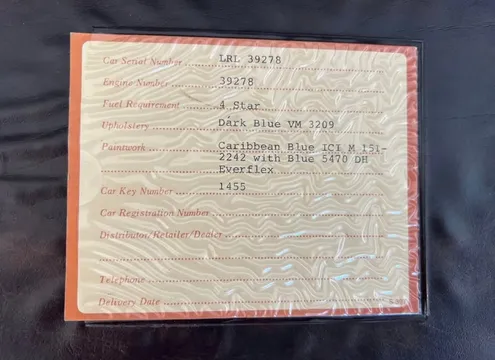 Car Serial Number ........ LRL 39278
Engine Number ........ 39278
Fuel Requirement ........ 4 Star
Upholstery ........ Dark Blue VM 3209
Paintwork ........ Caribbean Blue ICI M 151-
2242 with Blue 5470 DH
Everflex
Car Key Number ........ 1455
Car Registration Number ........
Distributor/Retailer/Dealer ........
Telephone ........
Delivery Date ........